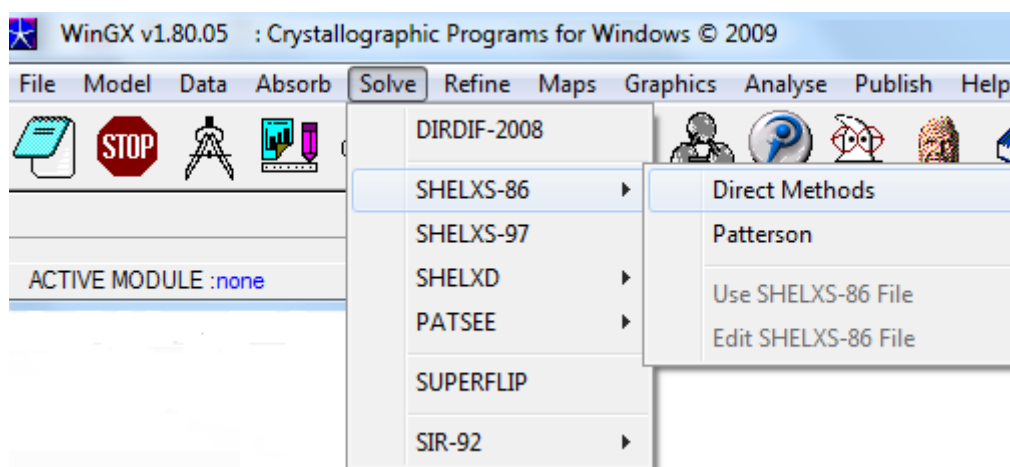 WinGX v1.80.05 : Crystallographic Programs for Windows © 2009
File Model Data Absorb Solve Refine Maps Graphics Analyse Publish Help
STOP
DIRDIF-2008
SHELXS-86
Direct Methods
SHELXS-97
Patterson
ACTIVE MODULE :none
SHELXD
Use SHELXS-86 File
PATSEE
Edit SHELXS-86 File
SUPERFLIP
SIR-92